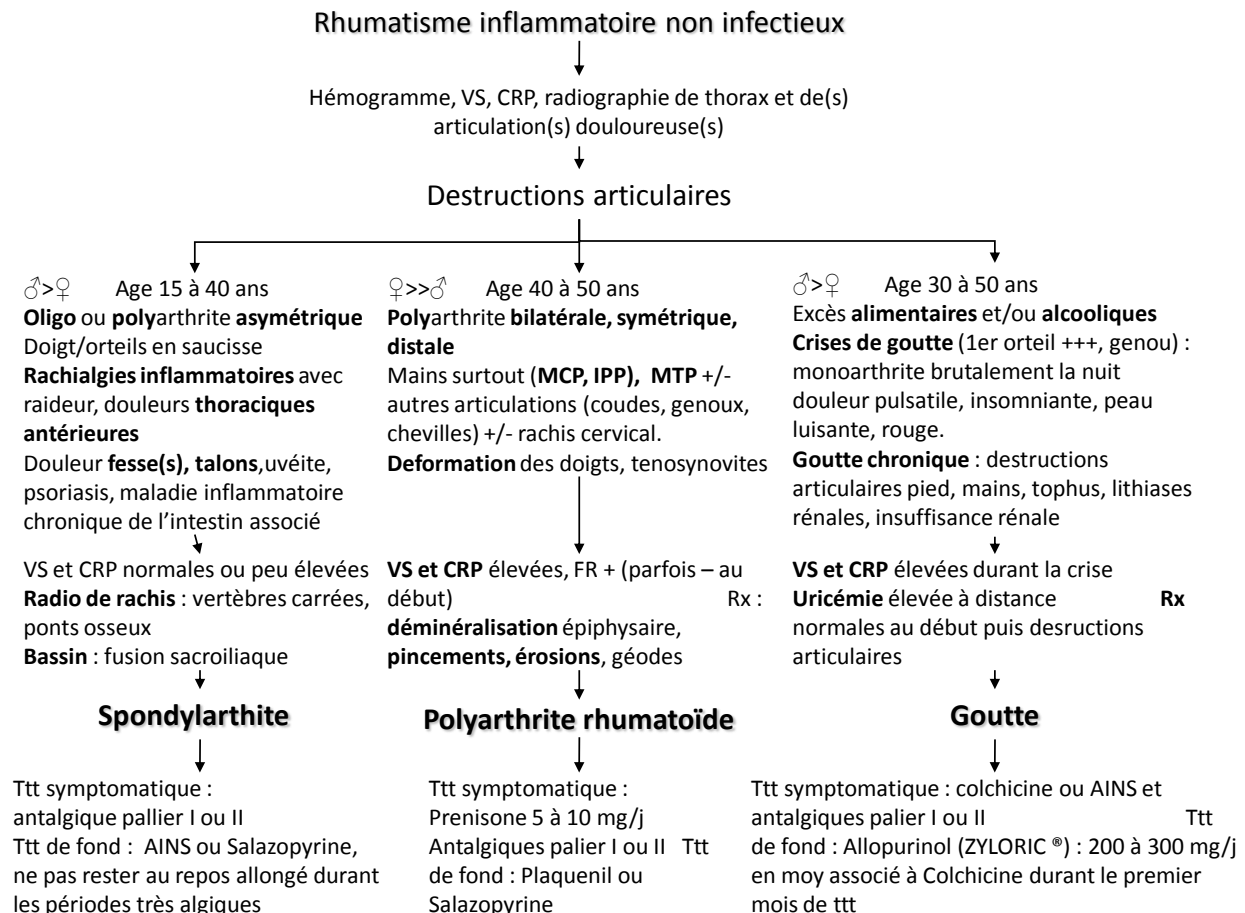 Rhumatisme inflammatoire non infectieux
Hémogramme, VS, CRP, radiographie de thorax et de(s)
articulation(s) douloureuse(s)
Destructions articulaires
♂>♀ Age 15 à 40 ans
Oligo ou polyarthrite asymétrique
Doigt/orteils en saucisse
Rachialgies inflammatoires avec
raideur, douleurs thoraciques
antérieures
Douleur fesse(s), talons,uvéite,
psoriasis, maladie inflammatoire
chronique de l'intestin associé
VS et CRP normales ou peu élevées
Radio de rachis : vertèbres carrées,
ponts osseux
Bassin : fusion sacroiliaque
Spondylarthite
Ttt symptomatique :
antalgique pallier I ou II
Ttt de fond : AINS ou Salazopyrine,
ne pas rester au repos allongé durant
les périodes très algiques
♀>>♂ Age 40 à 50 ans
Polyarthrite bilatérale, symétrique,
distale
Mains surtout (MCP, IPP), MTP +/-
autres articulations (coudes, genoux,
chevilles) +/- rachis cervical.
Deformation des doigts, tenosynovites
VS et CRP élevées, FR + (parfois – au
début) Rx :
déminéralisation épiphysaire,
pincements, érosions, géodes
Polyarthrite rhumatoïde
Ttt symptomatique :
Prenisone 5 à 10 mg/j
Antalgiques palier I ou II Ttt
de fond : Plaquenil ou
Salazopyrine
♂>♀ Age 30 à 50 ans
Excès alimentaires et/ou alcooliques
Crises de goutte (1er orteil +++, genou) :
monoarthrite brutalement la nuit
douleur pulsatile, insomniante, peau
luisante, rouge.
Goutte chronique : destructions
articulaires pied, mains, tophus, lithiases
rénales, insuffisance rénale
VS et CRP élevées durant la crise
Uricémie élevée à distance Rx
normales au début puis desructions
articulaires
Goutte
Ttt symptomatique : colchicine ou AINS et
antalgiques palier I ou II Ttt
de fond : Allopurinol (ZYLORIC ®) : 200 à 300 mg/j
en moy associé à Colchicine durant le premier
mois de ttt